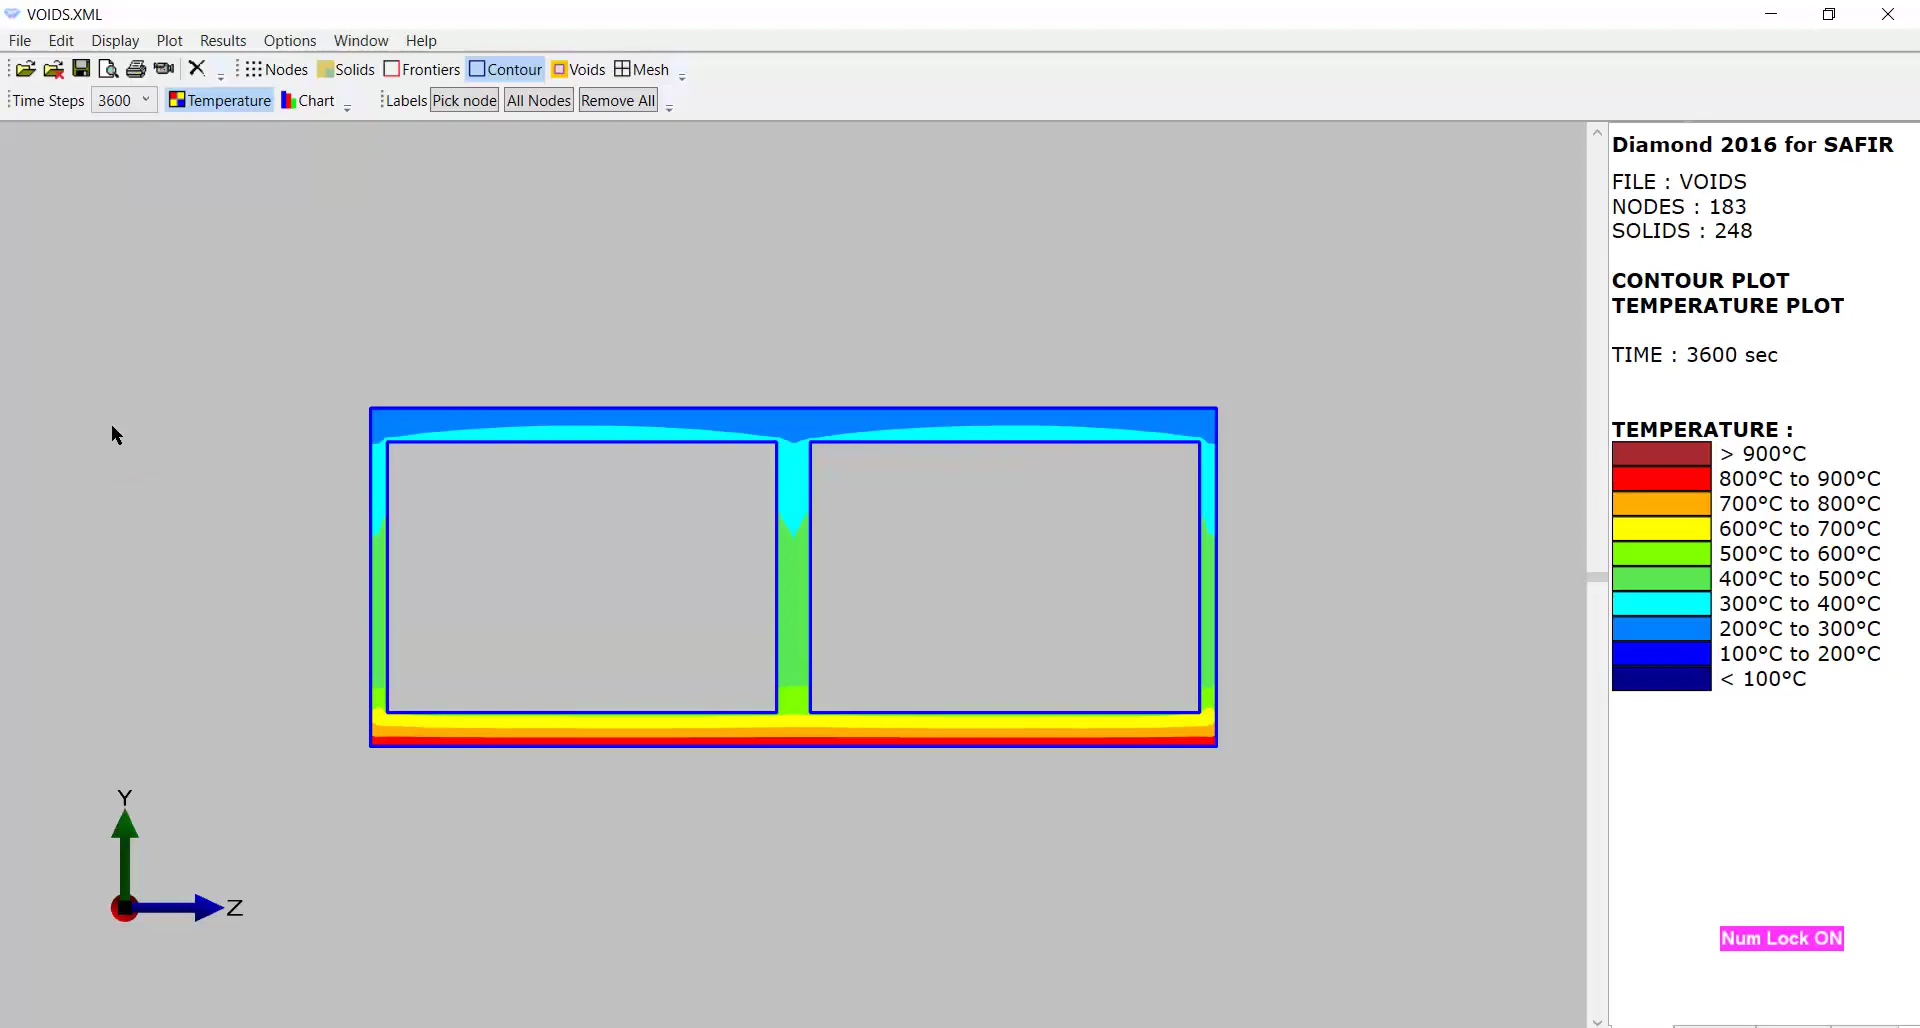 VOIDS.XML
File Edit Display Plot Results Options Window Help
Nodes Solids Frontiers Contour Voids Mesh
Time Steps 3600 Temperature Chart Labels Pick node All Nodes Remove All
Diamond 2016 for SAFIR
FILE : VOIDS
NODES : 183
SOLIDS : 248
CONTOUR PLOT
TEMPERATURE PLOT
TIME : 3600 sec
TEMPERATURE :
> 900°C
800°C to 900°C
700°C to 800°C
600°C to 700°C
500°C to 600°C
400°C to 500°C
300°C to 400°C
200°C to 300°C
100°C to 200°C
< 100°C
Y
Z
Num Lock ON